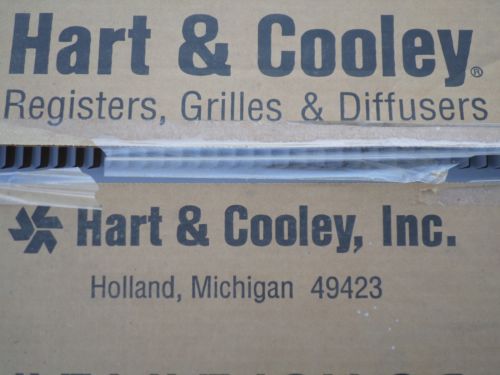 Hart & Cooley®
Registers, Grilles & Diffusers
Hart & Cooley, Inc.
Holland, Michigan 49423